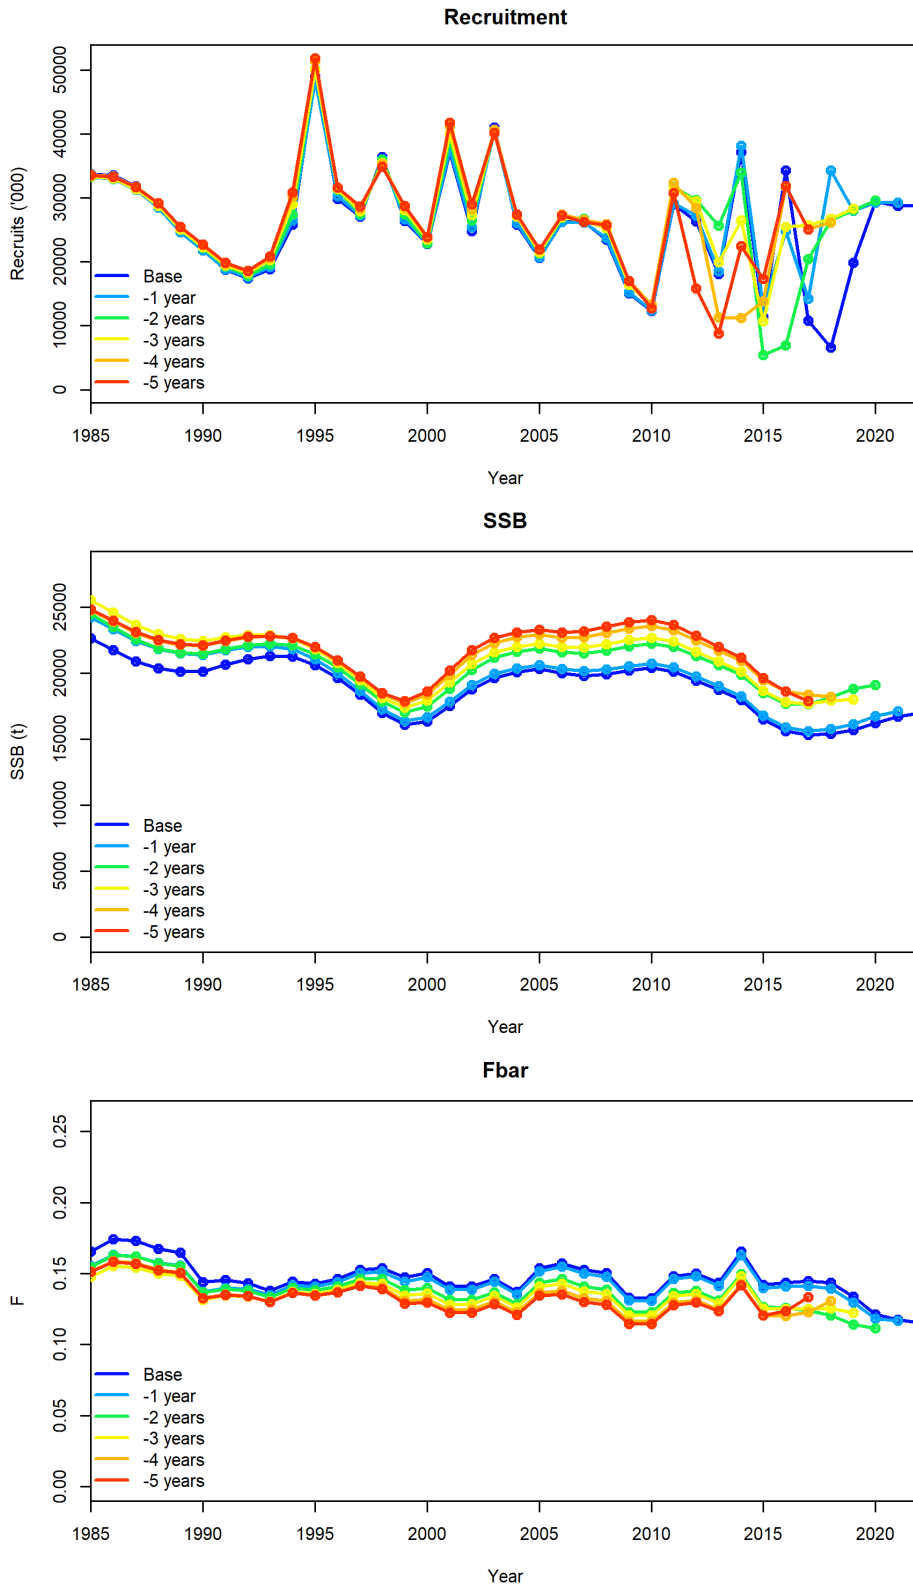 Recruitment
Recruits ('000)
50000
40000
30000
20000
10000
0
Base
-1 year
-2 years
-3 years
-4 years
-5 years
1985 1990 1995 2000 2005 2010 2015 2020
Year
SSB
SSB (t)
25000
20000
15000
10000
5000
0
Base
-1 year
-2 years
-3 years
-4 years
-5 years
1985 1990 1995 2000 2005 2010 2015 2020
Year
Fbar
F
0.25
0.20
0.15
0.10
0.05
0.00
Base
-1 year
-2 years
-3 years
-4 years
-5 years
1985 1990 1995 2000 2005 2010 2015 2020
Year